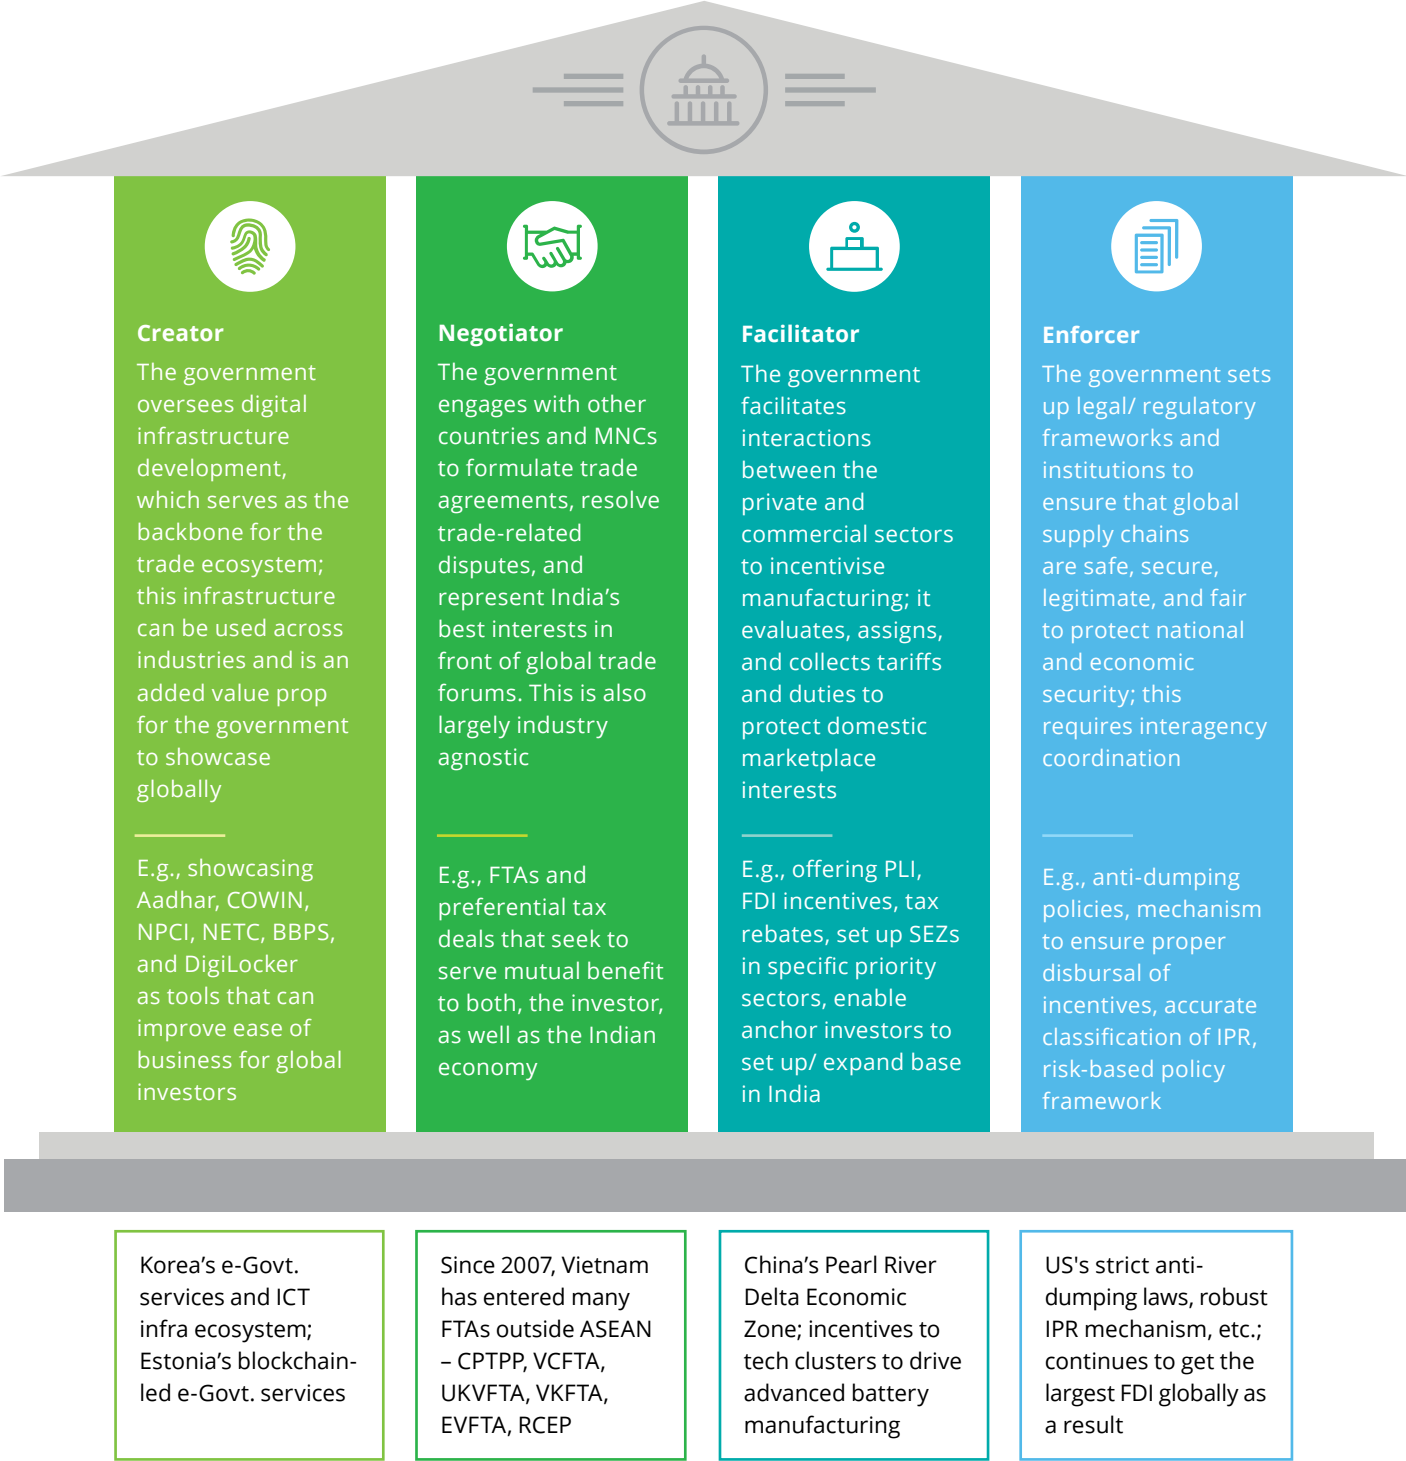 Creator
The government
oversees digital
infrastructure
development,
which serves as the
backbone for the
trade ecosystem;
this infrastructure
can be used across
industries and is an
added value prop
for the government
to showcase
globally
E.g., showcasing
Aadhar, COWIN,
NPCI, NETC, BBPS,
and DigiLocker
as tools that can
improve ease of
business for global
investors
Korea’s e-Govt.
services and ICT
infra ecosystem;
Estonia’s blockchain-
led e-Govt. services
Negotiator
The government
engages with other
countries and MNCs
to formulate trade
agreements, resolve
trade-related
disputes, and
represent India’s
best interests in
front of global trade
forums. This is also
largely industry
agnostic
E.g., FTAs and
preferential tax
deals that seek to
serve mutual benefit
to both, the investor,
as well as the Indian
economy
Since 2007, Vietnam
has entered many
FTAs outside ASEAN
– CPTPP, VCFTA,
UKVFTA, VKFTA,
EVFTA, RCEP
Facilitator
The government
facilitates
interactions
between the
private and
commercial sectors
to incentivise
manufacturing; it
evaluates, assigns,
and collects tariffs
and duties to
protect domestic
marketplace
interests
E.g., offering PLI,
FDI incentives, tax
rebates, set up SEZs
in specific priority
sectors, enable
anchor investors to
set up/ expand base
in India
China’s Pearl River
Delta Economic
Zone; incentives to
tech clusters to drive
advanced battery
manufacturing
Enforcer
The government sets
up legal/ regulatory
frameworks and
institutions to
ensure that global
supply chains
are safe, secure,
legitimate, and fair
to protect national
and economic
security; this
requires interagency
coordination
E.g., anti-dumping
policies, mechanism
to ensure proper
disbursal of
incentives, accurate
classification of IPR,
risk-based policy
framework
US's strict anti-
dumping laws, robust
IPR mechanism, etc.;
continues to get the
largest FDI globally as
a result